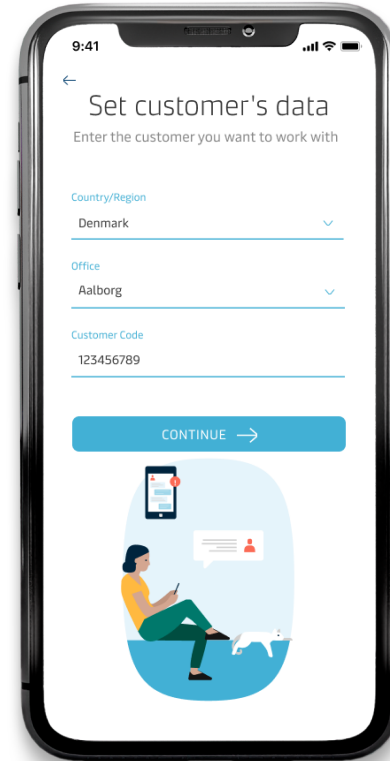 9:41
Set customer's data
Enter the customer you want to work with
Country/Region
Denmark
Office
Aalborg
Customer Code
123456789
CONTINUE